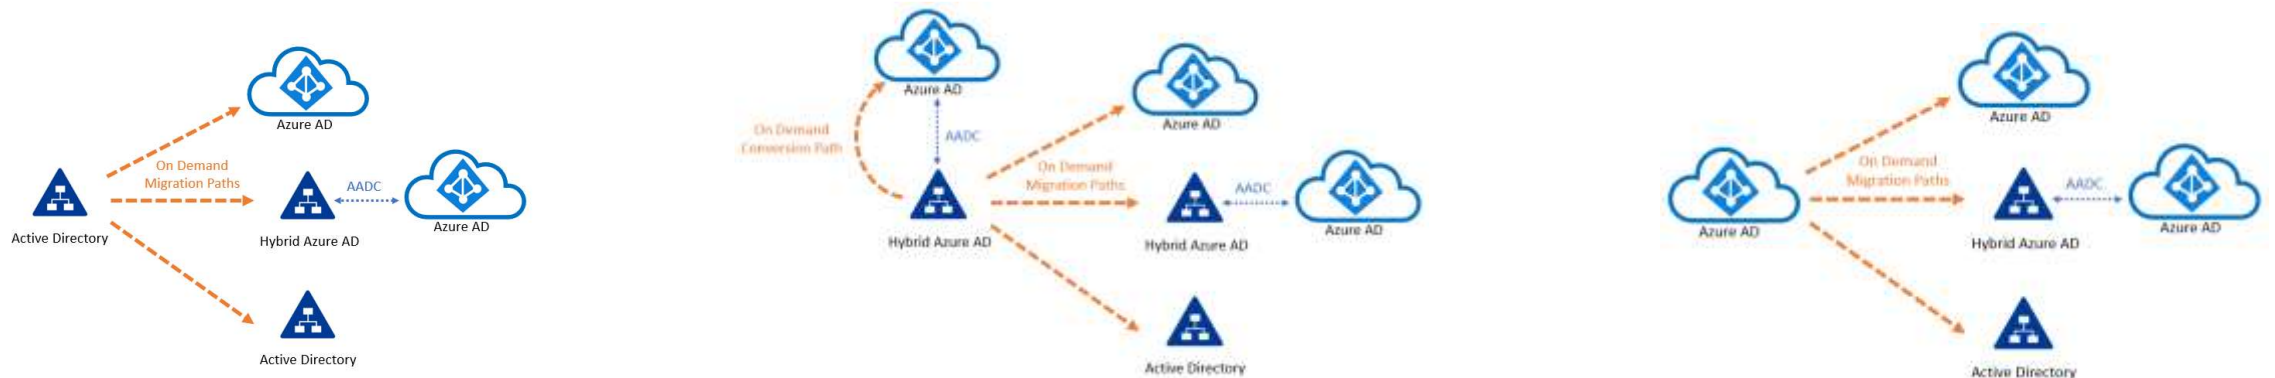 Azure AD
On Demand
Migration Paths
AADC
Azure AD
Active Directory
Hybrid Azure AD
Active Directory
Azure AD
On Demand
Conversion Path
AADC
Azure AD
On Demand
Migration Paths
AADC
Azure AD
Hybrid Azure AD
Hybrid Azure AD
Active Directory
Azure AD
On Demand
Migration Paths
AADC
Azure AD
Azure AD
Hybrid Azure AD
Active Directory